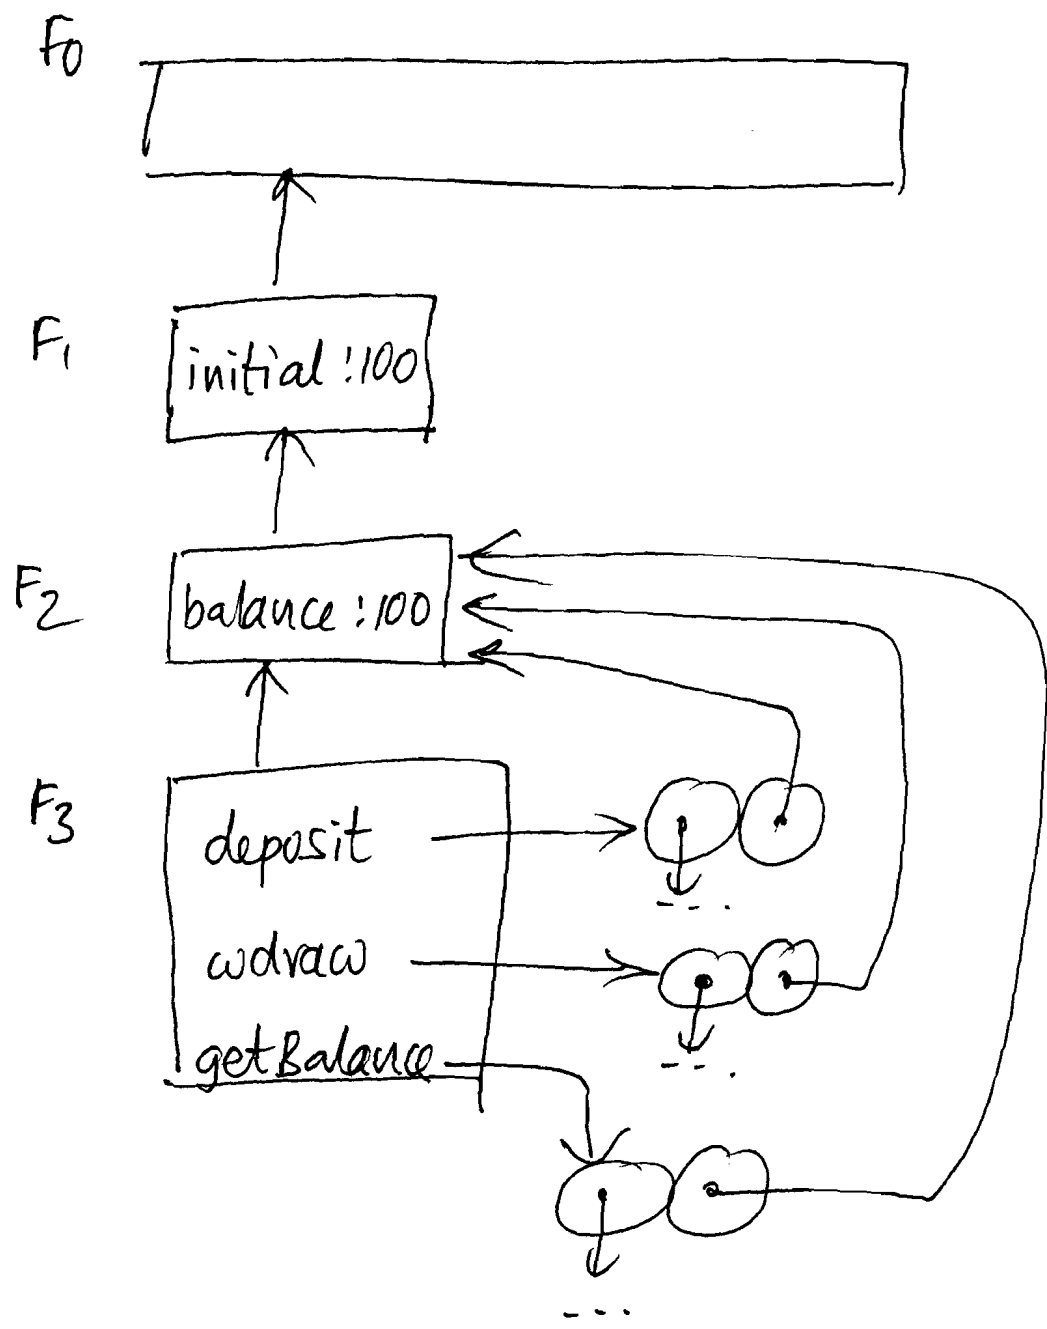 F0
F1
initial :100
F2
balance :100
F3
deposit
wdraw
getBalance
---.
--.
---